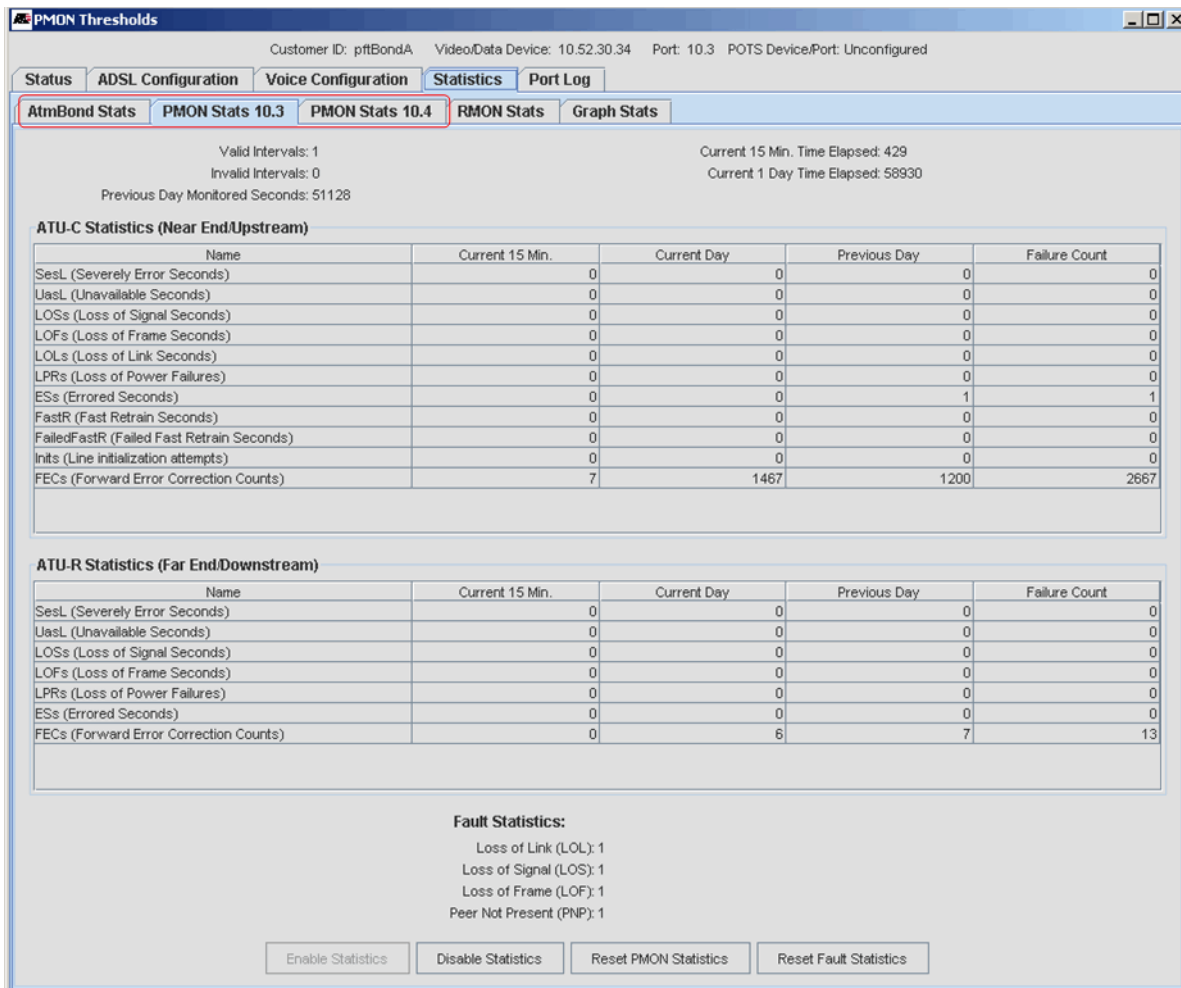 PMON Thresholds
Customer ID: pftBondA Video/Data Device: 10.52.30.34 Port: 10.3 POTS Device/Port: Unconfigured
Status ADSL Configuration Voice Configuration Statistics Port Log
AtmBond Stats PMON Stats 10.3 PMON Stats 10.4 RMON Stats Graph Stats
Valid Intervals: 1 Current 15 Min. Time Elapsed: 429
Invalid Intervals: 0 Current 1 Day Time Elapsed: 58930
Previous Day Monitored Seconds: 51128
ATU-C Statistics (Near End/Upstream)
Name Current 15 Min. Current Day Previous Day Failure Count
SesL (Severely Error Seconds) 0 0 0 0
UasL (Unavailable Seconds) 0 0 0 0
LOSs (Loss of Signal Seconds) 0 0 0 0
LOFs (Loss of Frame Seconds) 0 0 0 0
LOLs (Loss of Link Seconds) 0 0 0 0
LPRs (Loss of Power Failures) 0 0 0 0
ESs (Errored Seconds) 0 0 1 1
FastR (Fast Retrain Seconds) 0 0 0 0
FailedFastR (Failed Fast Retrain Seconds) 0 0 0 0
Inits (Line initialization attempts) 0 0 0 0
FECs (Forward Error Correction Counts) 7 1467 1200 2667
ATU-R Statistics (Far End/Downstream)
Name Current 15 Min. Current Day Previous Day Failure Count
SesL (Severely Error Seconds) 0 0 0 0
UasL (Unavailable Seconds) 0 0 0 0
LOSs (Loss of Signal Seconds) 0 0 0 0
LOFs (Loss of Frame Seconds) 0 0 0 0
LPRs (Loss of Power Failures) 0 0 0 0
ESs (Errored Seconds) 0 0 0 0
FECs (Forward Error Correction Counts) 0 6 7 13
Fault Statistics:
Loss of Link (LOL): 1
Loss of Signal (LOS): 1
Loss of Frame (LOF): 1
Peer Not Present (PNP): 1
Enable Statistics Disable Statistics Reset PMON Statistics Reset Fault Statistics